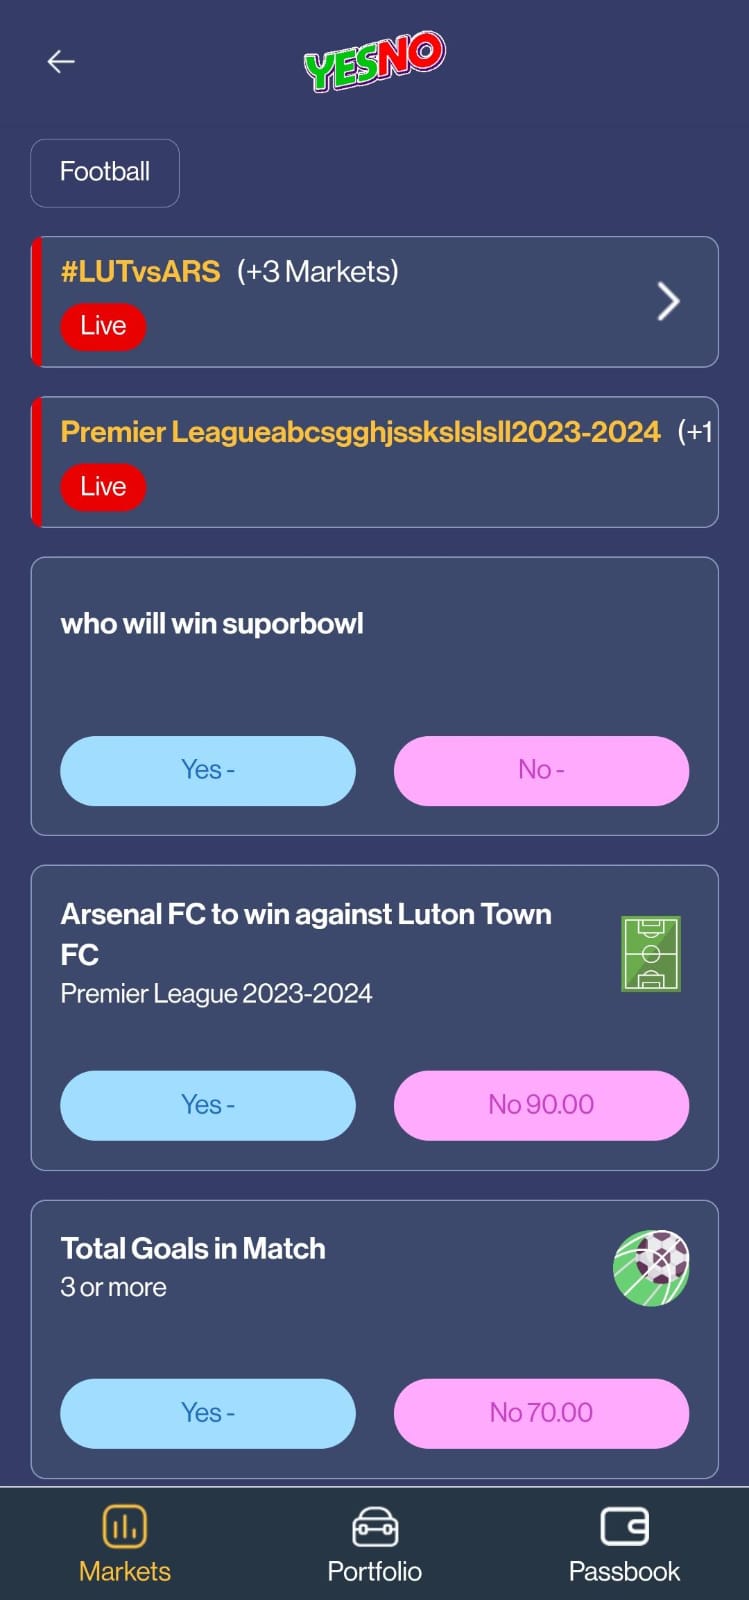 YESNO
Football
#LUTvsARS (+3 Markets)
Live
Premier Leagueabcsgghjsskslslsll2023-2024 (+1
Live
who will win suporbowl
Yes - No -
Arsenal FC to win against Luton Town
FC
Premier League 2023-2024
Yes - No 90.00
Total Goals in Match
3 or more
Yes - No 70.00
Markets Portfolio Passbook